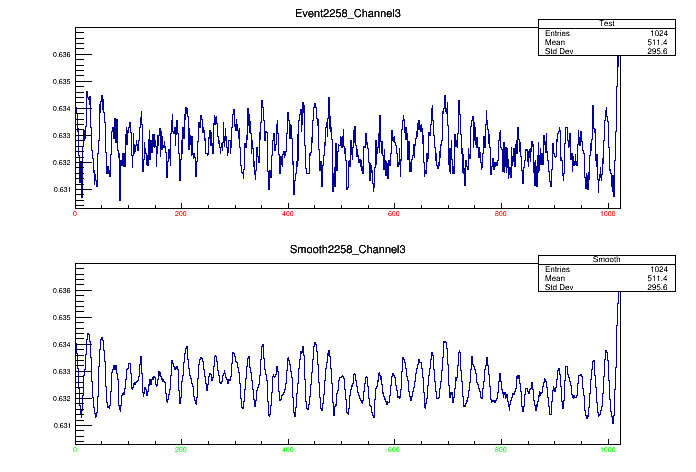 Event2258_Channel3
Test
Entries 1024
Mean 511.4
Std Dev 295.6
0.636
0.635
0.634
0.633
0.632
0.631
0 200 400 600 800 1000
Smooth2258_Channel3
Smooth
Entries 1024
Mean 511.4
Std Dev 295.6
0.636
0.635
0.634
0.633
0.632
0.631
0 200 400 600 800 1000